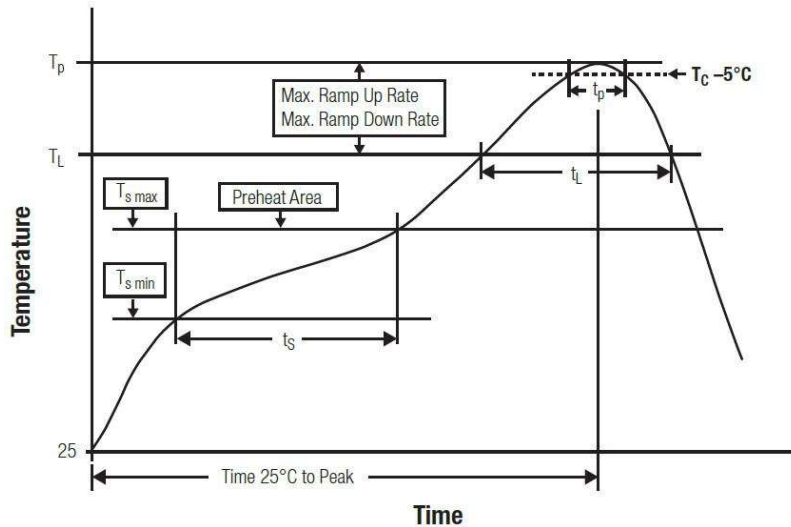 Tp
TC –5°C
Max. Ramp Up Rate
Max. Ramp Down Rate
tp
TL
Ts max
Preheat Area
tL
Ts min
tS
25
Time 25°C to Peak
Temperature
Time